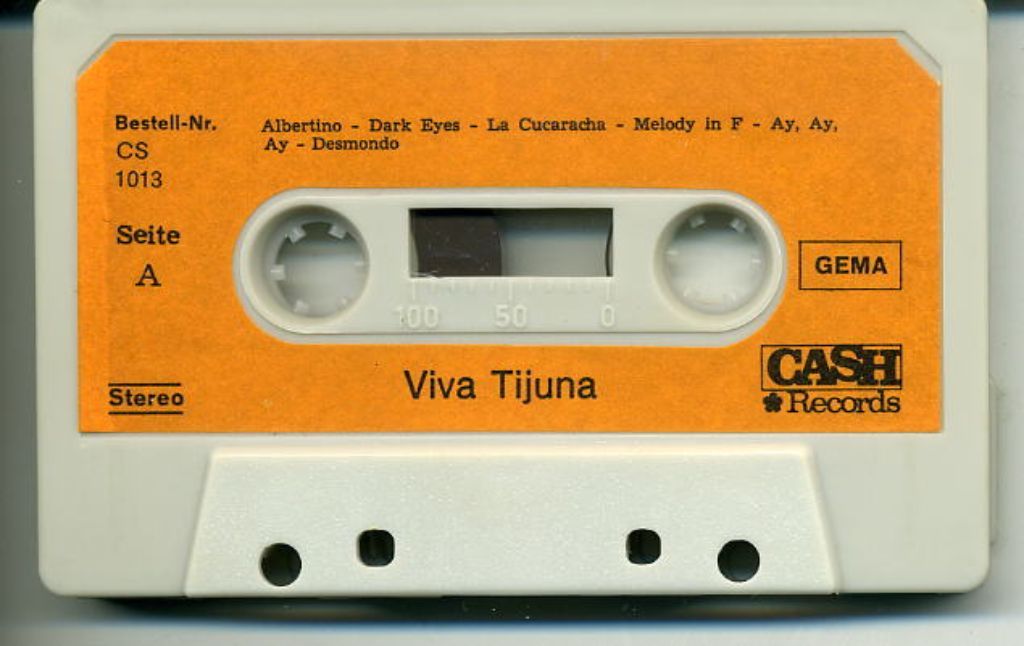 Bestell-Nr.
CS
1013
Albertino - Dark Eyes - La Cucaracha - Melody in F - Ay, Ay,
Ay - Desmondo
Seite
A
GEMA
100 50 0
Stereo
Viva Tijuna
CASH
Records